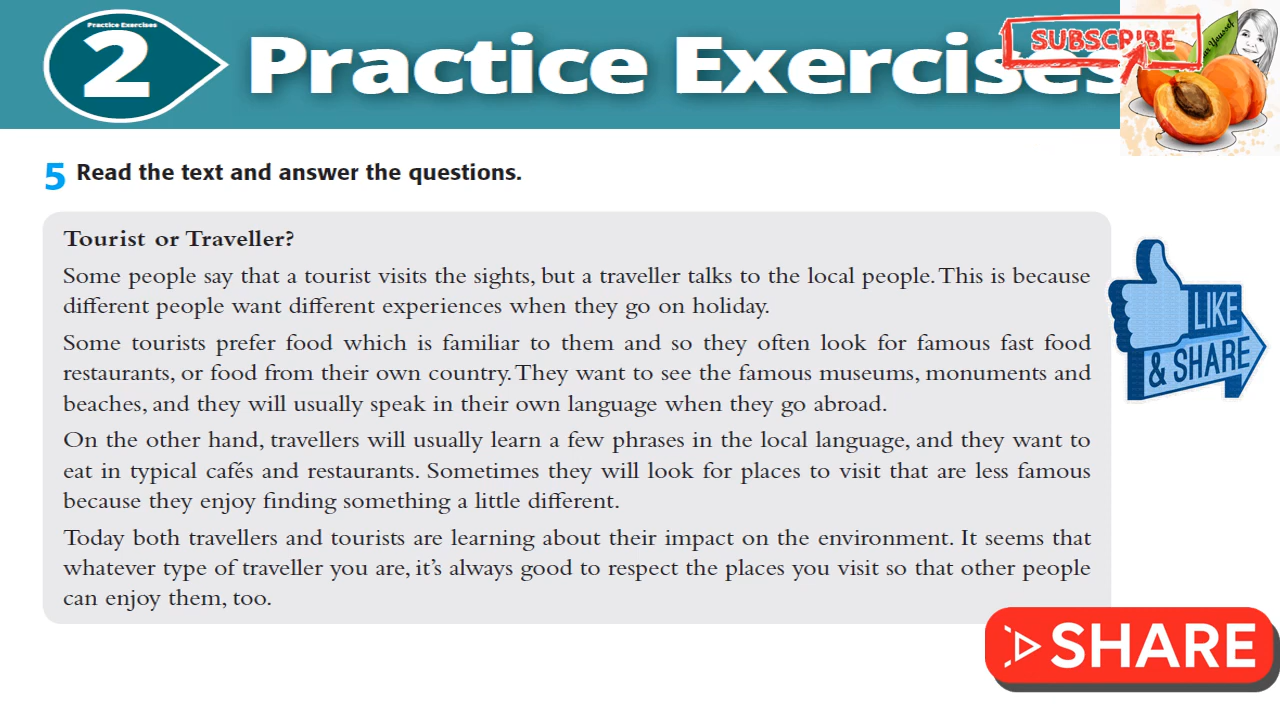 Practice Exercises
2 Practice Exercises
SUBSCRIBE
Youssef
5 Read the text and answer the questions.
Tourist or Traveller?
Some people say that a tourist visits the sights, but a traveller talks to the local people. This is because
different people want different experiences when they go on holiday.
Some tourists prefer food which is familiar to them and so they often look for famous fast food
restaurants, or food from their own country. They want to see the famous museums, monuments and
beaches, and they will usually speak in their own language when they go abroad.
On the other hand, travellers will usually learn a few phrases in the local language, and they want to
eat in typical cafés and restaurants. Sometimes they will look for places to visit that are less famous
because they enjoy finding something a little different.
Today both travellers and tourists are learning about their impact on the environment. It seems that
whatever type of traveller you are, it's always good to respect the places you visit so that other people
can enjoy them, too.
LIKE
& SHARE
SHARE